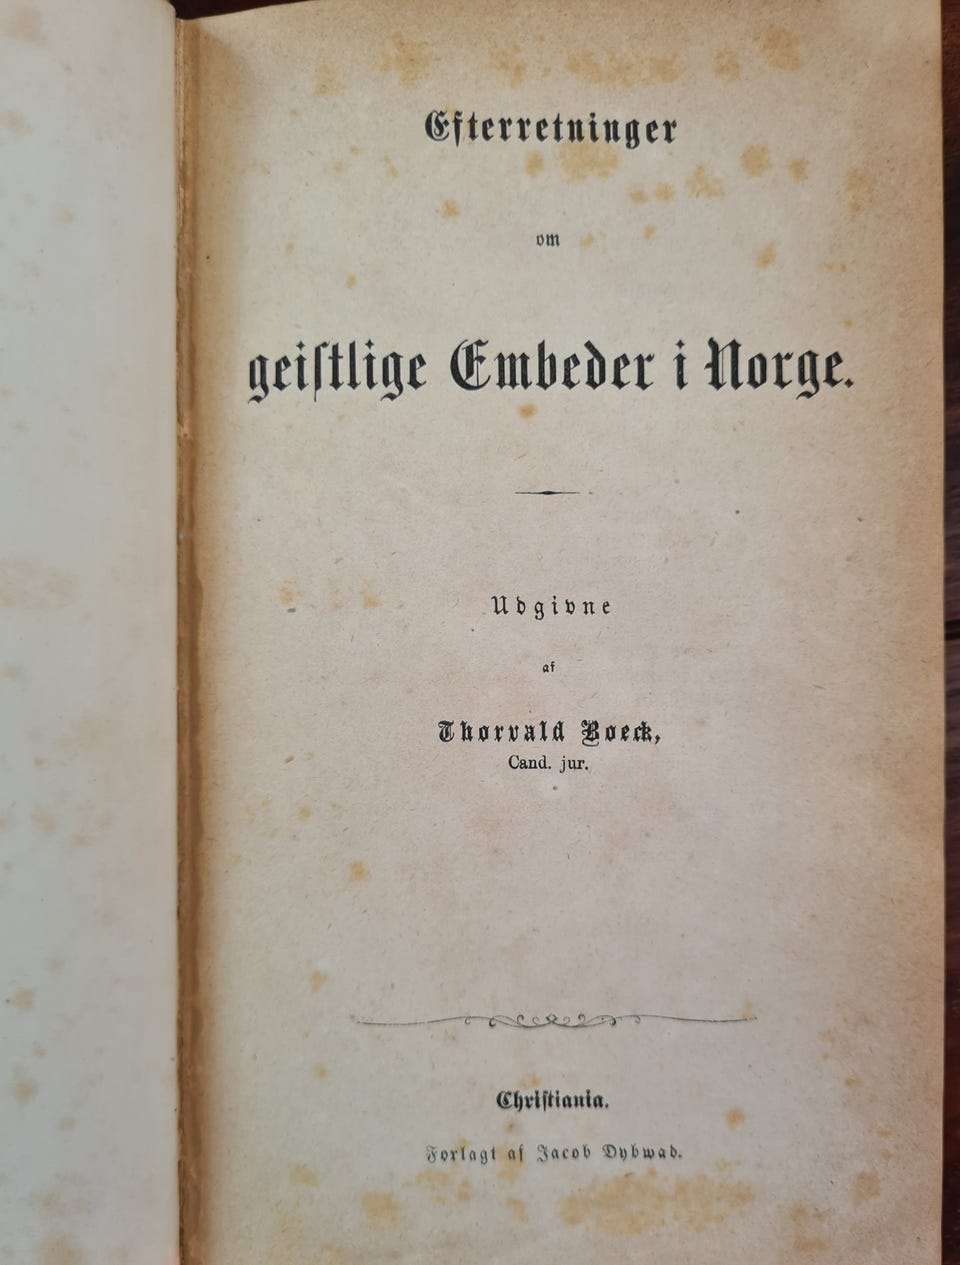 Efterretninger
om
geiſtlige Embeder i Norge.
Udgivne
af
Thorvald Boeck,
Cand. jur.
Chriſtiania.
Forlagt af Jacob Dybwad.